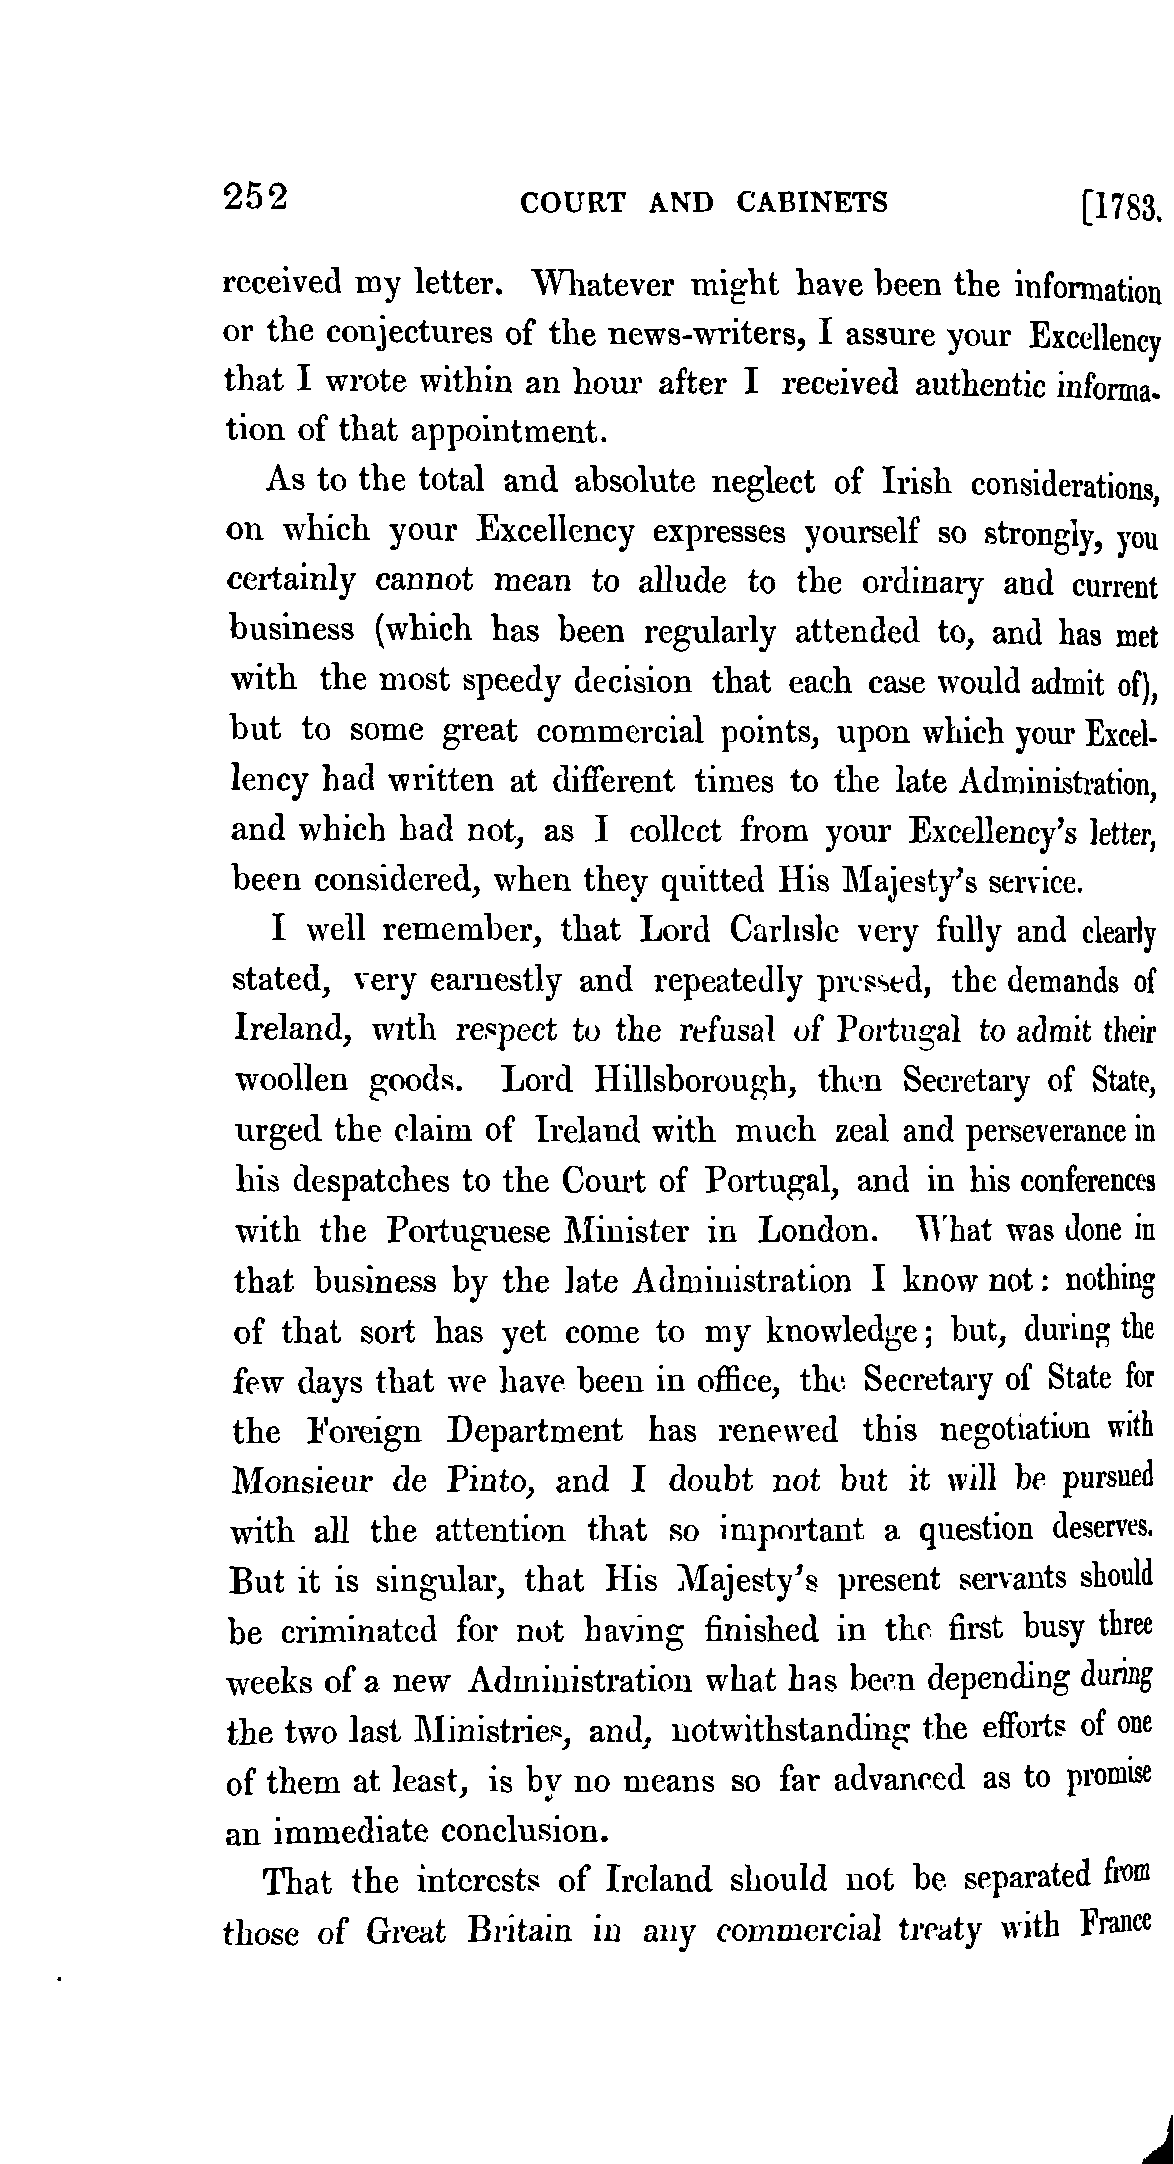 252 COURT AND CABINETS [1783.
received my letter. Whatever might have been the information
or the conjectures of the news-writers, I assure your Excellency
that I wrote within an hour after I received authentic informa-
tion of that appointment.
As to the total and absolute neglect of Irish considerations,
on which your Excellency expresses yourself so strongly, you
certainly cannot mean to allude to the ordinary and current
business (which has been regularly attended to, and has met
with the most speedy decision that each case would admit of),
but to some great commercial points, upon which your Excel-
lency had written at different times to the late Administration,
and which had not, as I collect from your Excellency's letter,
been considered, when they quitted His Majesty's service.
I well remember, that Lord Carlisle very fully and clearly
stated, very earnestly and repeatedly pressed, the demands of
Ireland, with respect to the refusal of Portugal to admit their
woollen goods. Lord Hillsborough, then Secretary of State,
urged the claim of Ireland with much zeal and perseverance in
his despatches to the Court of Portugal, and in his conferences
with the Portuguese Minister in London. What was done in
that business by the late Administration I know not: nothing
of that sort has yet come to my knowledge; but, during the
few days that we have been in office, the Secretary of State for
the Foreign Department has renewed this negotiation with
Monsieur de Pinto, and I doubt not but it will be pursued
with all the attention that so important a question deserves.
But it is singular, that His Majesty's present servants should
be criminated for not having finished in the first busy three
weeks of a new Administration what has been depending during
the two last Ministries, and, notwithstanding the efforts of one
of them at least, is by no means so far advanced as to promise
an immediate conclusion.
That the interests of Ireland should not be separated from
those of Great Britain in any commercial treaty with France